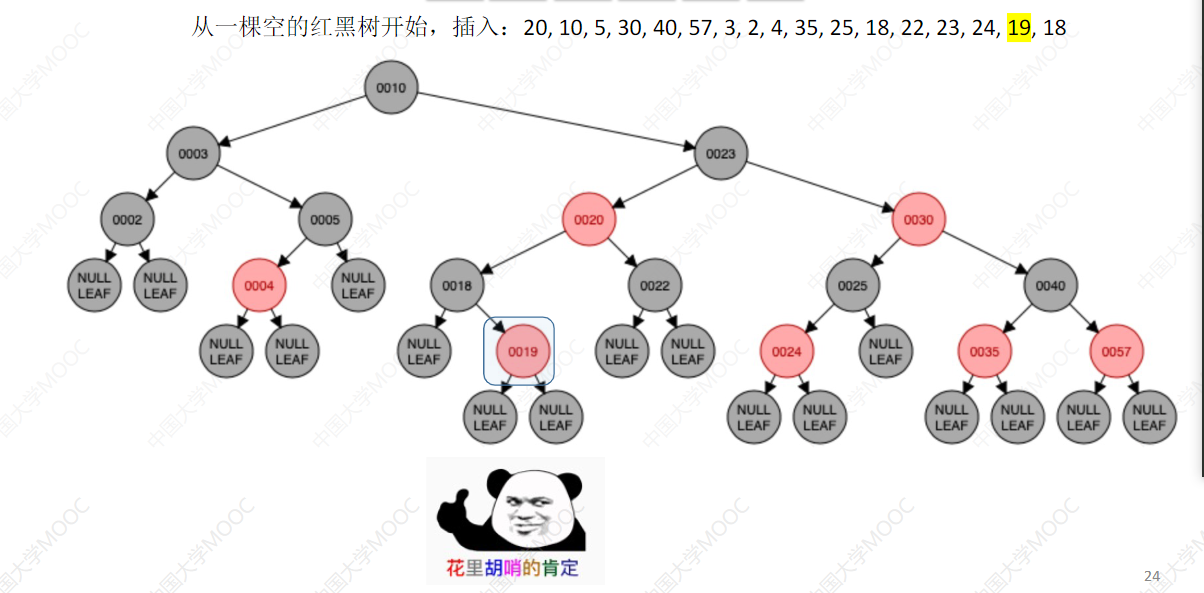 从一棵空的红黑树开始，插入：20, 10, 5, 30, 40, 57, 3, 2, 4, 35, 25, 18, 22, 23, 24, 19, 18
0010
0003
0023
0002
0005
0020
0030
NULL
LEAF
NULL
LEAF
0004
NULL
LEAF
0018
0022
0025
0040
NULL
LEAF
NULL
LEAF
NULL
LEAF
0019
NULL
LEAF
NULL
LEAF
0024
NULL
LEAF
0035
0057
NULL
LEAF
NULL
LEAF
NULL
LEAF
NULL
LEAF
NULL
LEAF
NULL
LEAF
NULL
LEAF
NULL
LEAF
花里胡哨的肯定
24
中国大学MOOC